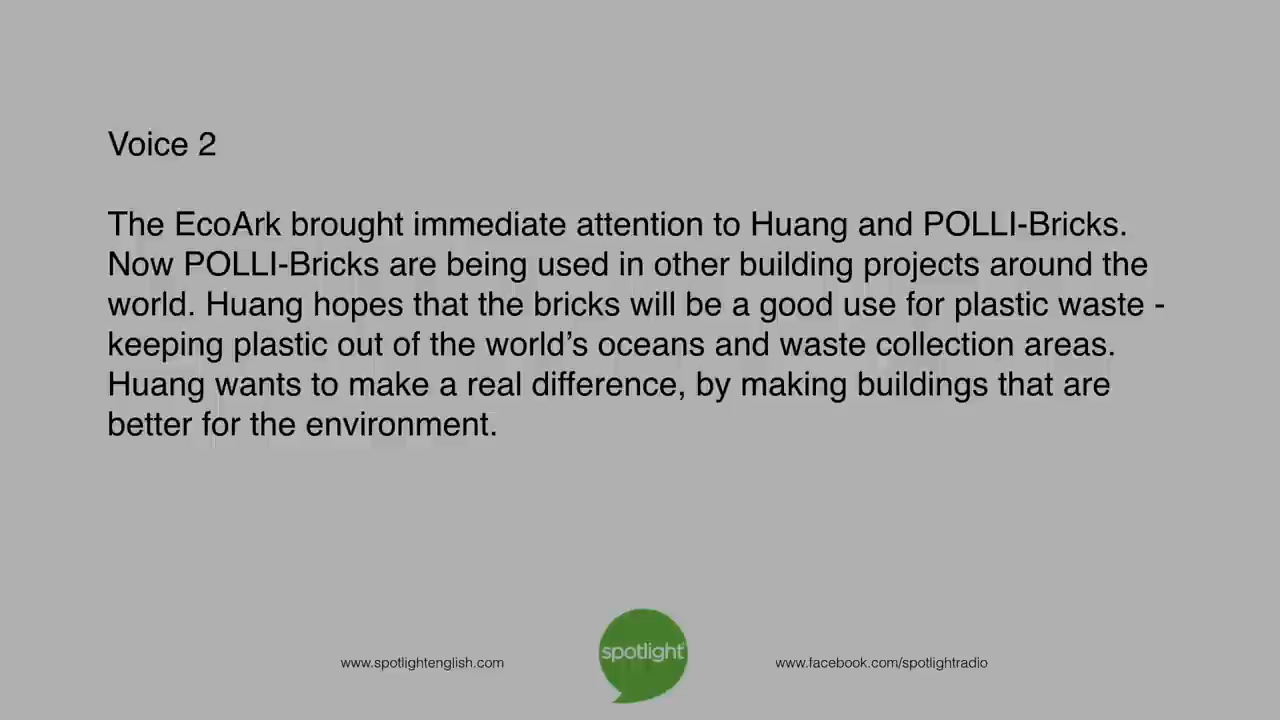 Voice 2
The EcoArk brought immediate attention to Huang and POLLI-Bricks.
Now POLLI-Bricks are being used in other building projects around the
world. Huang hopes that the bricks will be a good use for plastic waste -
keeping plastic out of the world’s oceans and waste collection areas.
Huang wants to make a real difference, by making buildings that are
better for the environment.
spotlight
www.spotlightenglish.com
www.facebook.com/spotlightradio